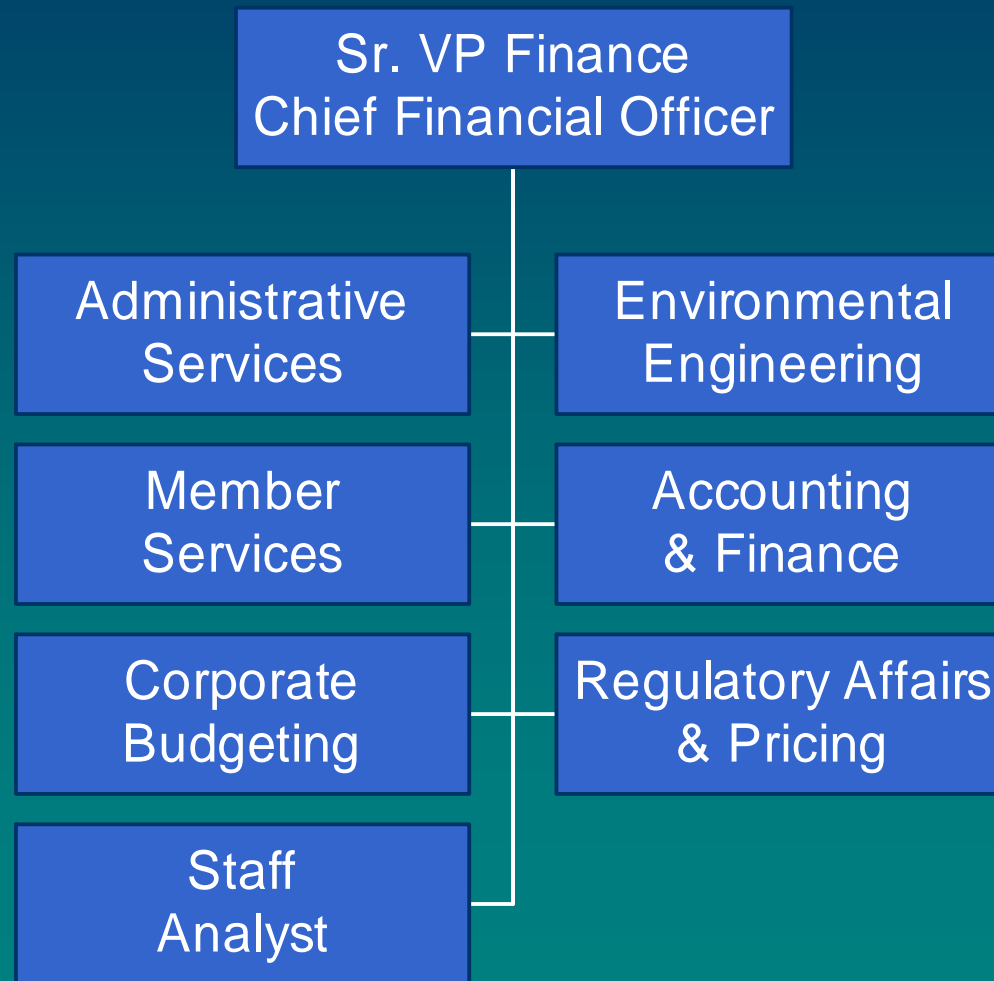 Sr. VP Finance
Chief Financial Officer
Administrative
Services
Environmental
Engineering
Member
Services
Accounting
& Finance
Corporate
Budgeting
Regulatory Affairs
& Pricing
Staff
Analyst